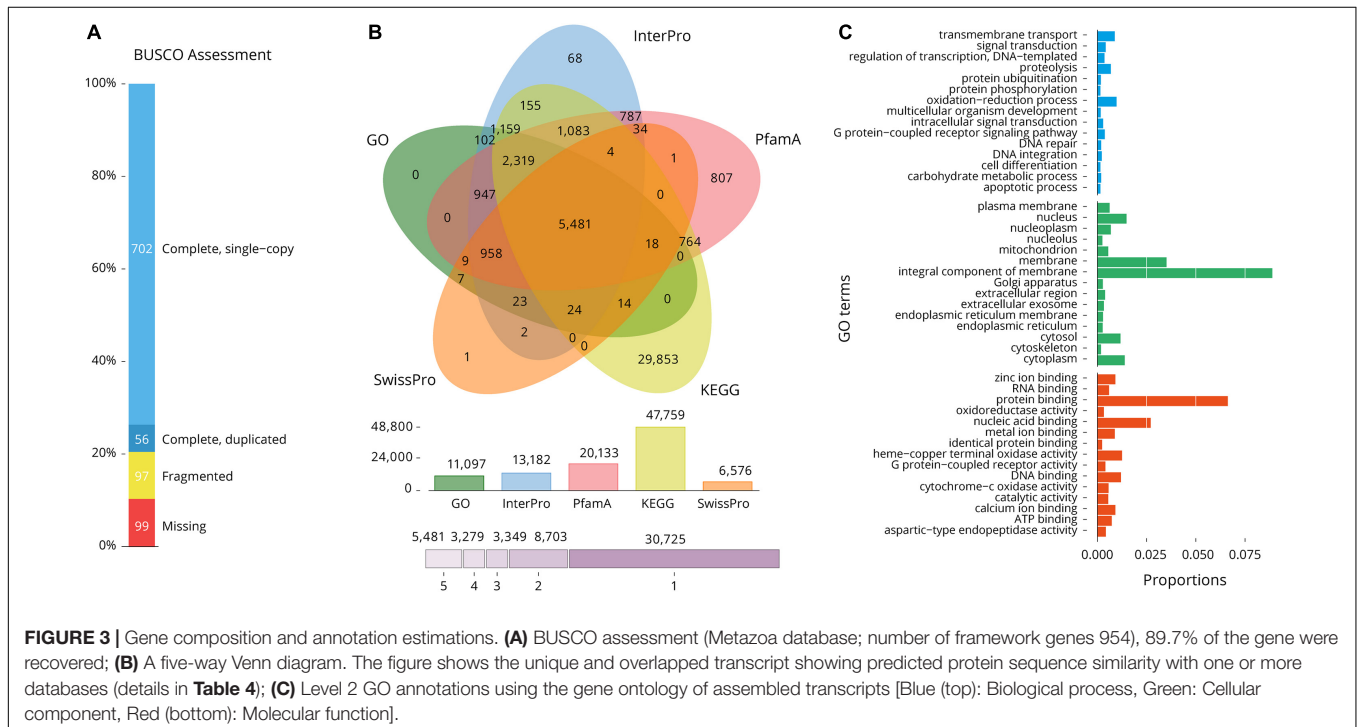 A
BUSCO Assessment
100%
80%
60%
40%
20%
0%
702
Complete, single−copy
56
Complete, duplicated
97
Fragmented
99
Missing
B
InterPro
GO
PfamA
SwissPro
KEGG
68
155
787
1,159
34
102
1,083
4
1
0
2,319
807
947
0
0
5,481
18
764
0
958
9
7
23
24
14
0
2
0
0
1
29,853
48,800
24,000
0
11,097
13,182
20,133
47,759
6,576
GO
InterPro
PfamA
KEGG
SwissPro
5,481 3,279 3,349 8,703 30,725
5 4 3 2 1
C
GO terms
transmembrane transport
signal transduction
regulation of transcription, DNA−templated
proteolysis
protein ubiquitination
protein phosphorylation
oxidation−reduction process
multicellular organism development
intracellular signal transduction
G protein−coupled receptor signaling pathway
DNA repair
DNA integration
cell differentiation
carbohydrate metabolic process
apoptotic process
plasma membrane
nucleus
nucleoplasm
nucleolus
mitochondrion
membrane
integral component of membrane
Golgi apparatus
extracellular region
extracellular exosome
endoplasmic reticulum membrane
endoplasmic reticulum
cytosol
cytoskeleton
cytoplasm
zinc ion binding
RNA binding
protein binding
oxidoreductase activity
nucleic acid binding
metal ion binding
identical protein binding
heme−copper terminal oxidase activity
G protein−coupled receptor activity
DNA binding
cytochrome−c oxidase activity
catalytic activity
calcium ion binding
ATP binding
aspartic−type endopeptidase activity
0.000 0.025 0.050 0.075
Proportions
FIGURE 3 | Gene composition and annotation estimations. (A) BUSCO assessment (Metazoa database; number of framework genes 954), 89.7% of the gene were
recovered; (B) A five-way Venn diagram. The figure shows the unique and overlapped transcript showing predicted protein sequence similarity with one or more
databases (details in Table 4); (C) Level 2 GO annotations using the gene ontology of assembled transcripts [Blue (top): Biological process, Green: Cellular
component, Red (bottom): Molecular function].